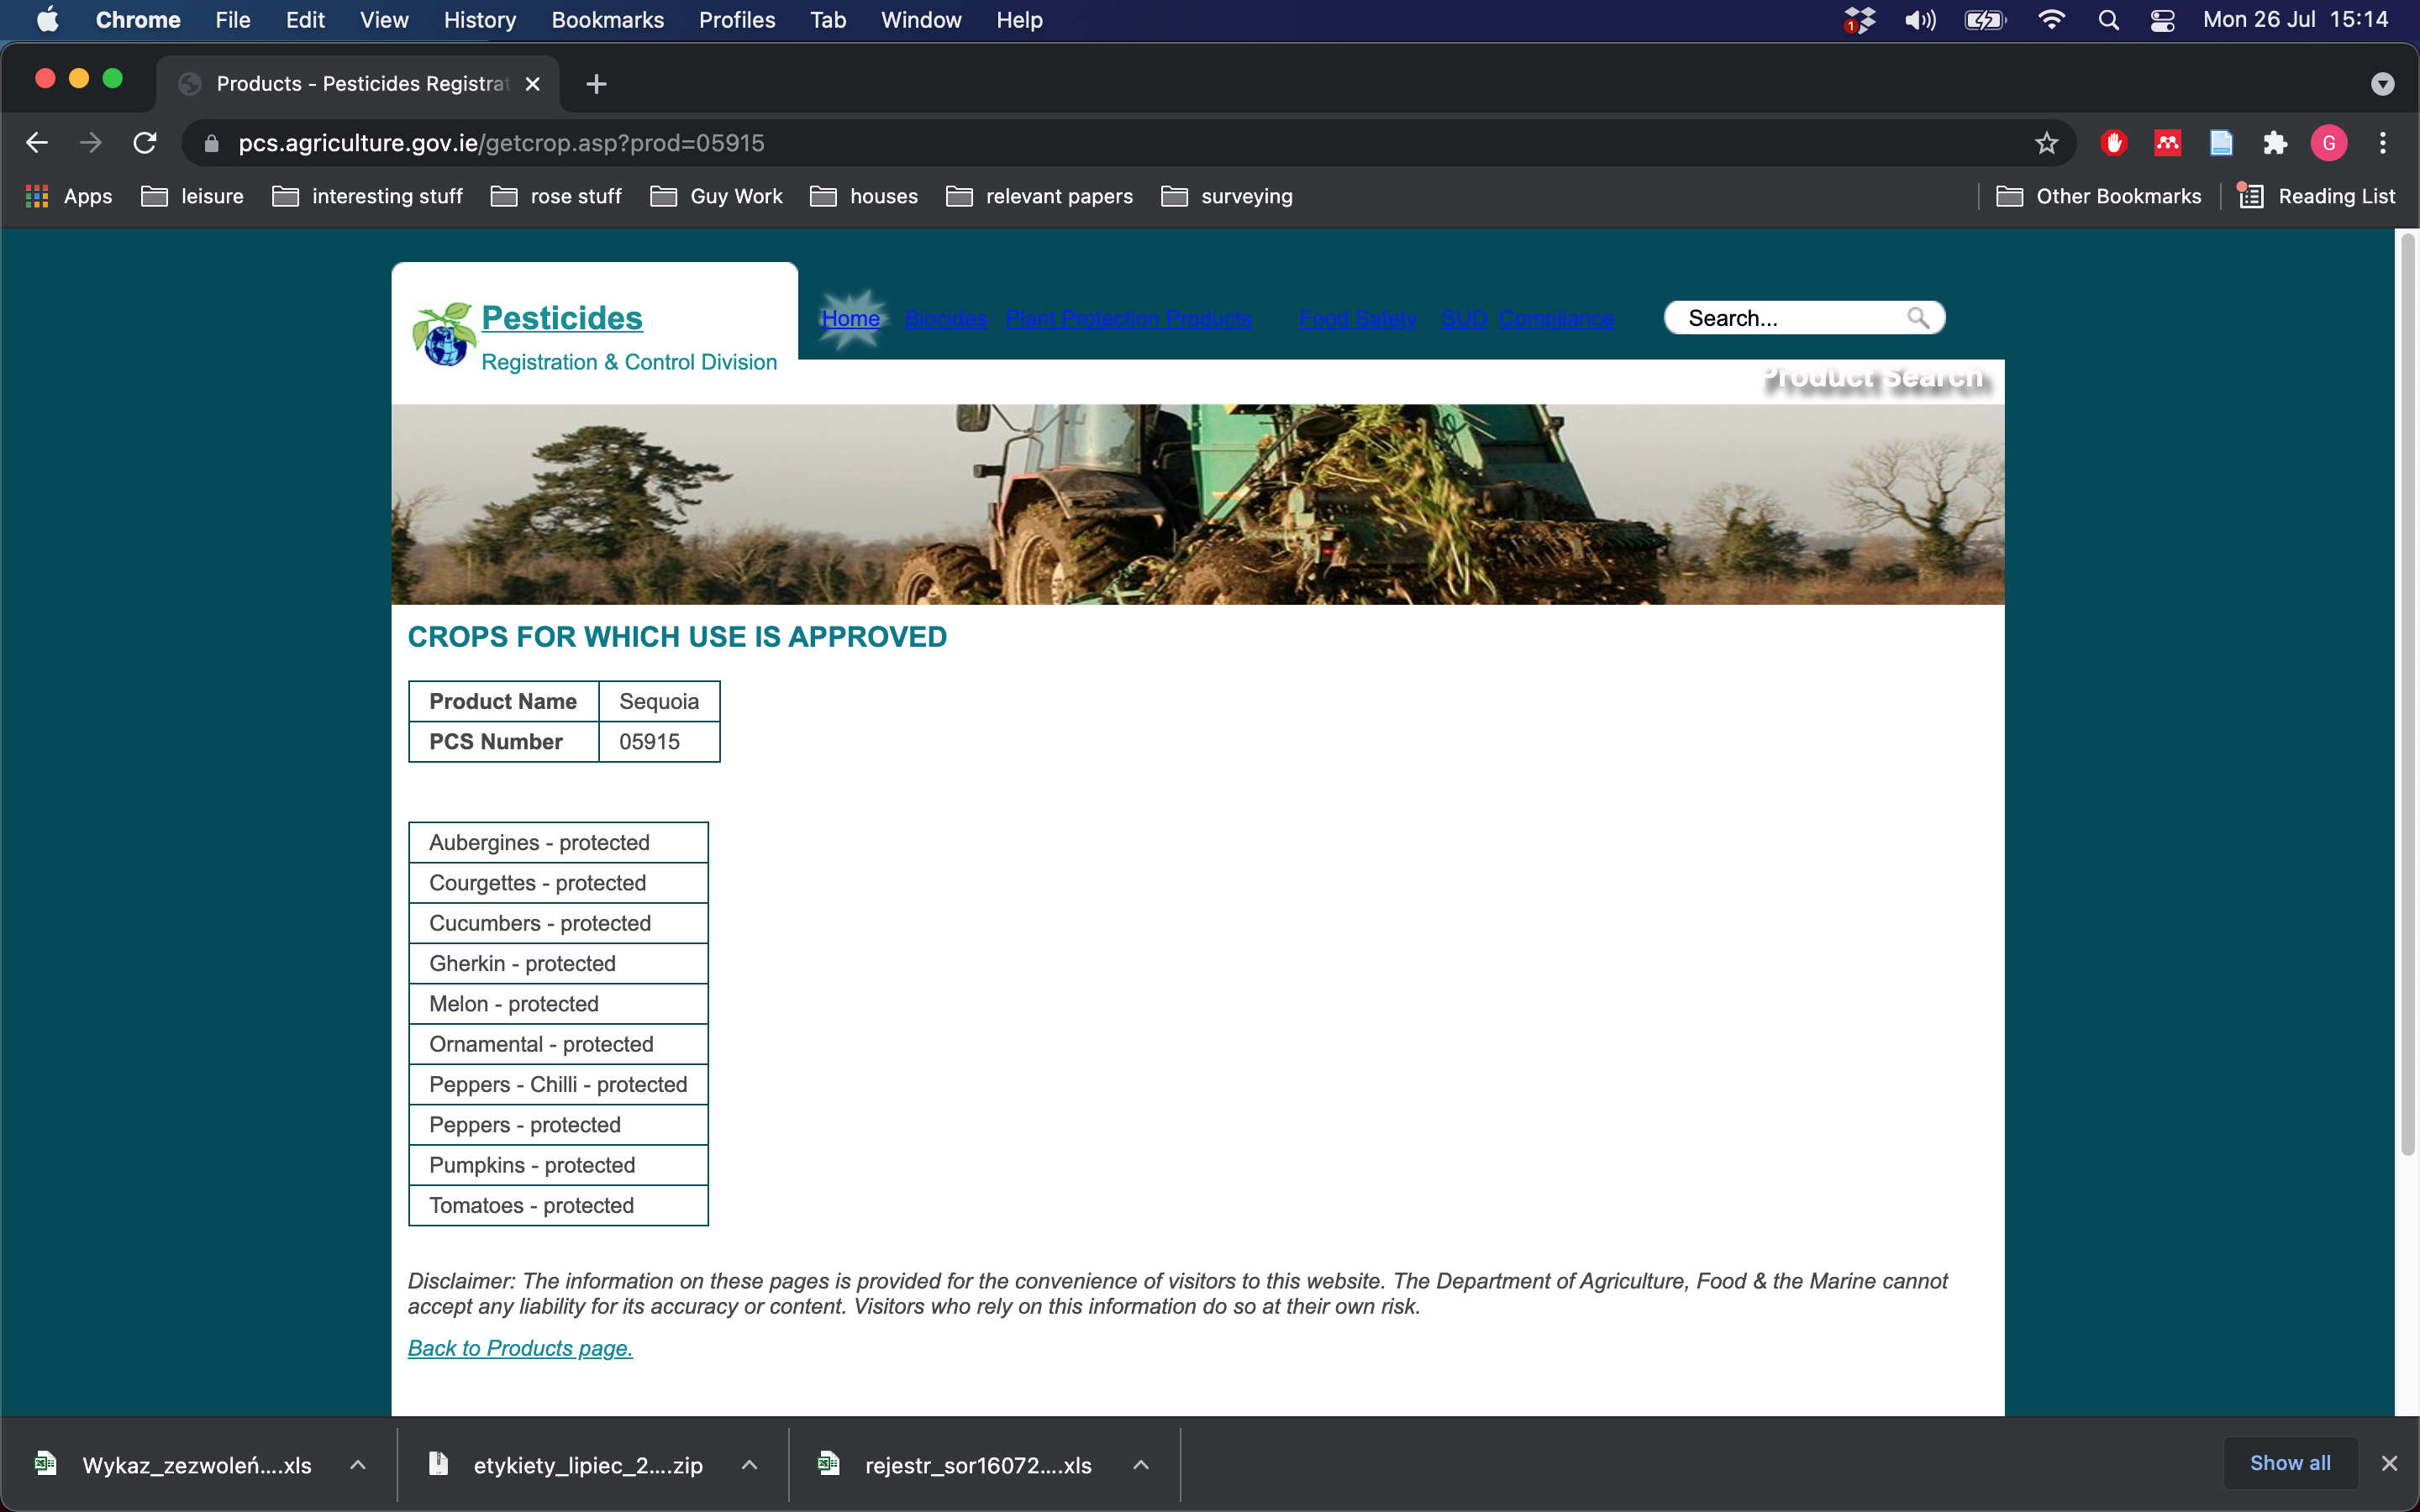 Chrome File Edit View History Bookmarks Profiles Tab Window Help 1 Mon 26 Jul 15:14
Products - Pesticides Registrat
pcs.agriculture.gov.ie/getcrop.asp?prod=05915 G
Apps leisure interesting stuff rose stuff Guy Work houses relevant papers surveying Other Bookmarks Reading List
Pesticides
Registration & Control Division
Home Biocides Plant Protection Products Food Safety SUD Compliance Search...
Product Search
CROPS FOR WHICH USE IS APPROVED
Product Name Sequoia
PCS Number 05915
Aubergines - protected
Courgettes - protected
Cucumbers - protected
Gherkin - protected
Melon - protected
Ornamental - protected
Peppers - Chilli - protected
Peppers - protected
Pumpkins - protected
Tomatoes - protected
Disclaimer: The information on these pages is provided for the convenience of visitors to this website. The Department of Agriculture, Food & the Marine cannot
accept any liability for its accuracy or content. Visitors who rely on this information do so at their own risk.
Back to Products page.
Wykaz_zezwoleń....xls etykiety_lipiec_2....zip rejestr_sor16072....xls Show all